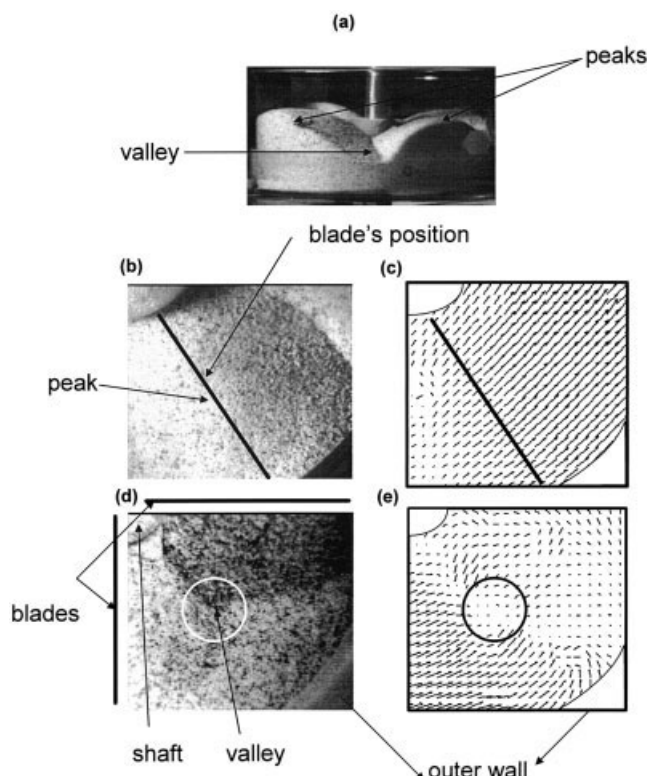 (a)
peaks
valley
blade's position
(b)
(c)
peak
(d)
(e)
blades
shaft
valley
outer wall